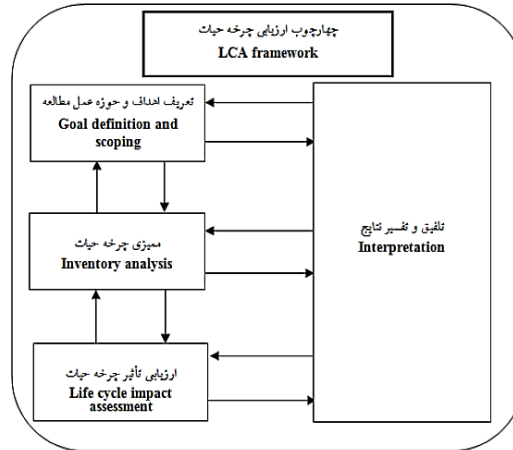 چهارچوب ارزیابی چرخه حیات
LCA framework
تعریف اهداف و حوزه عمل مطالعه
Goal definition and
scoping
ممیزی چرخه حیات
Inventory analysis
ارزیابی تأثیر چرخه حیات
Life cycle impact
assessment
تلفیق و تفسیر نتایج
Interpretation